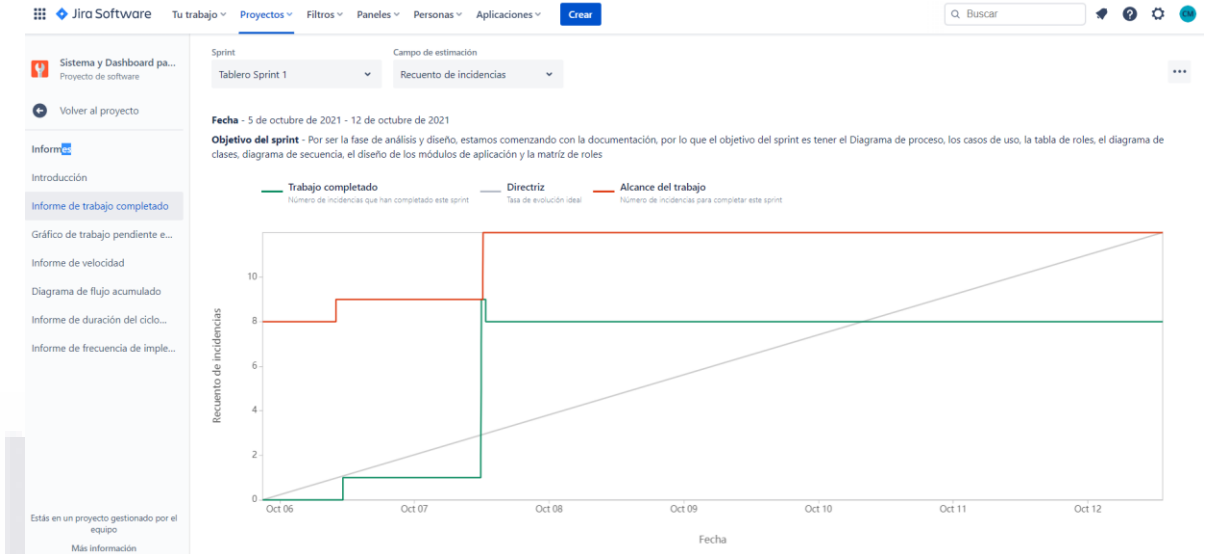 Jira Software Tu trabajo Proyectos Filtros Paneles Personas Aplicaciones Crear Buscar CM
Sistema y Dashboard pa...
Proyecto de software
Volver al proyecto
Informes
Introducción
Informe de trabajo completado
Gráfico de trabajo pendiente e...
Informe de velocidad
Diagrama de flujo acumulado
Informe de duración del ciclo...
Informe de frecuencia de imple...
Estás en un proyecto gestionado por el
equipo
Más información
Sprint Campo de estimación
Tablero Sprint 1 Recuento de incidencias
Fecha - 5 de octubre de 2021 - 12 de octubre de 2021
Objetivo del sprint - Por ser la fase de análisis y diseño, estamos comenzando con la documentación, por lo que el objetivo del sprint es tener el Diagrama de proceso, los casos de uso, la tabla de roles, el diagrama de
clases, diagrama de secuencia, el diseño de los módulos de aplicación y la matríz de roles
Trabajo completado Directriz Alcance del trabajo
Número de incidencias que han completado este sprint Tasa de evolución ideal Número de incidencias para completar este sprint
Recuento de incidencias
10
8
6
4
2
0
Oct 06 Oct 07 Oct 08 Oct 09 Oct 10 Oct 11 Oct 12
Fecha